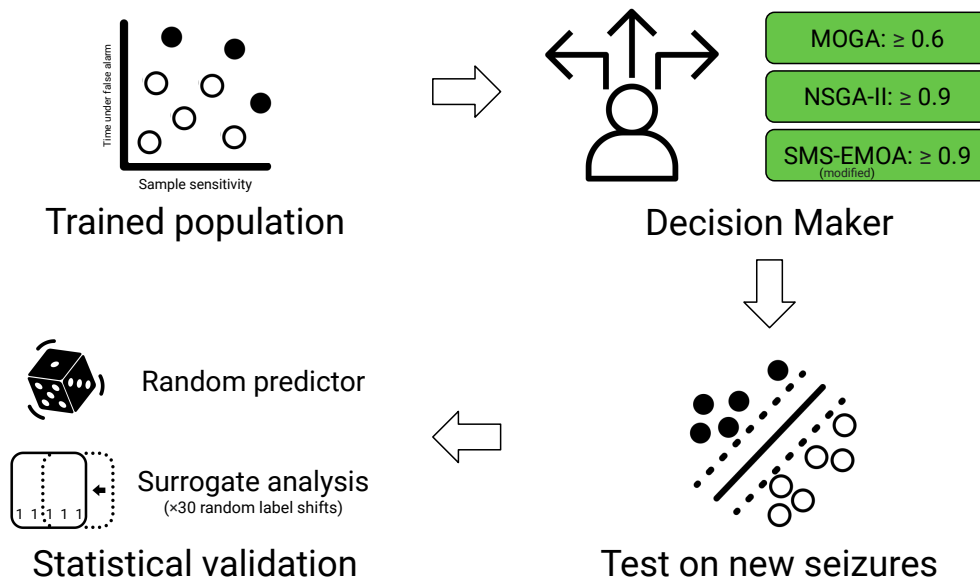 Time under false alarm
Sample sensitivity
Trained population
MOGA: ≥ 0.6
NSGA-II: ≥ 0.9
SMS-EMOA: ≥ 0.9
(modified)
Decision Maker
Random predictor
1 1 1 1 1
Surrogate analysis
(×30 random label shifts)
Statistical validation
Test on new seizures